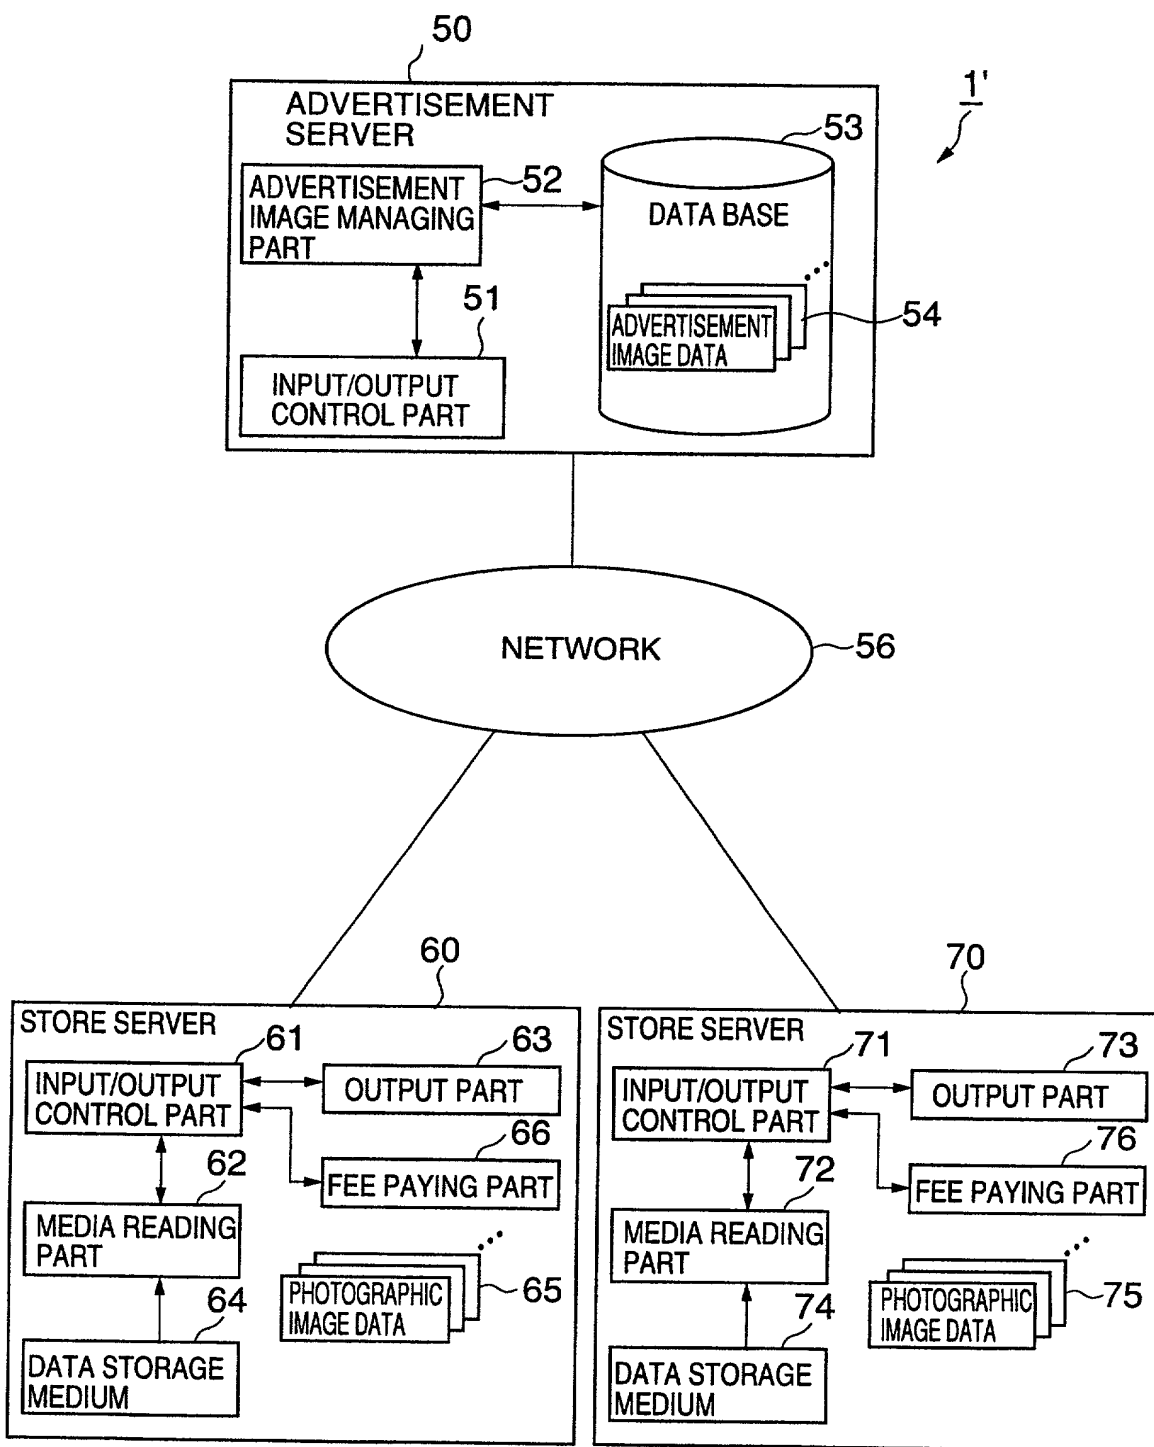 50
1'
ADVERTISEMENT
SERVER
53
52
ADVERTISEMENT
IMAGE MANAGING
PART
DATA BASE
51
54
ADVERTISEMENT
IMAGE DATA
INPUT/OUTPUT
CONTROL PART
NETWORK
56
60
STORE SERVER
61
63
INPUT/OUTPUT
CONTROL PART
OUTPUT PART
66
62
FEE PAYING PART
MEDIA READING
PART
65
PHOTOGRAPHIC
IMAGE DATA
64
DATA STORAGE
MEDIUM
70
STORE SERVER
71
73
INPUT/OUTPUT
CONTROL PART
OUTPUT PART
76
72
FEE PAYING PART
MEDIA READING
PART
75
PHOTOGRAPHIC
IMAGE DATA
74
DATA STORAGE
MEDIUM